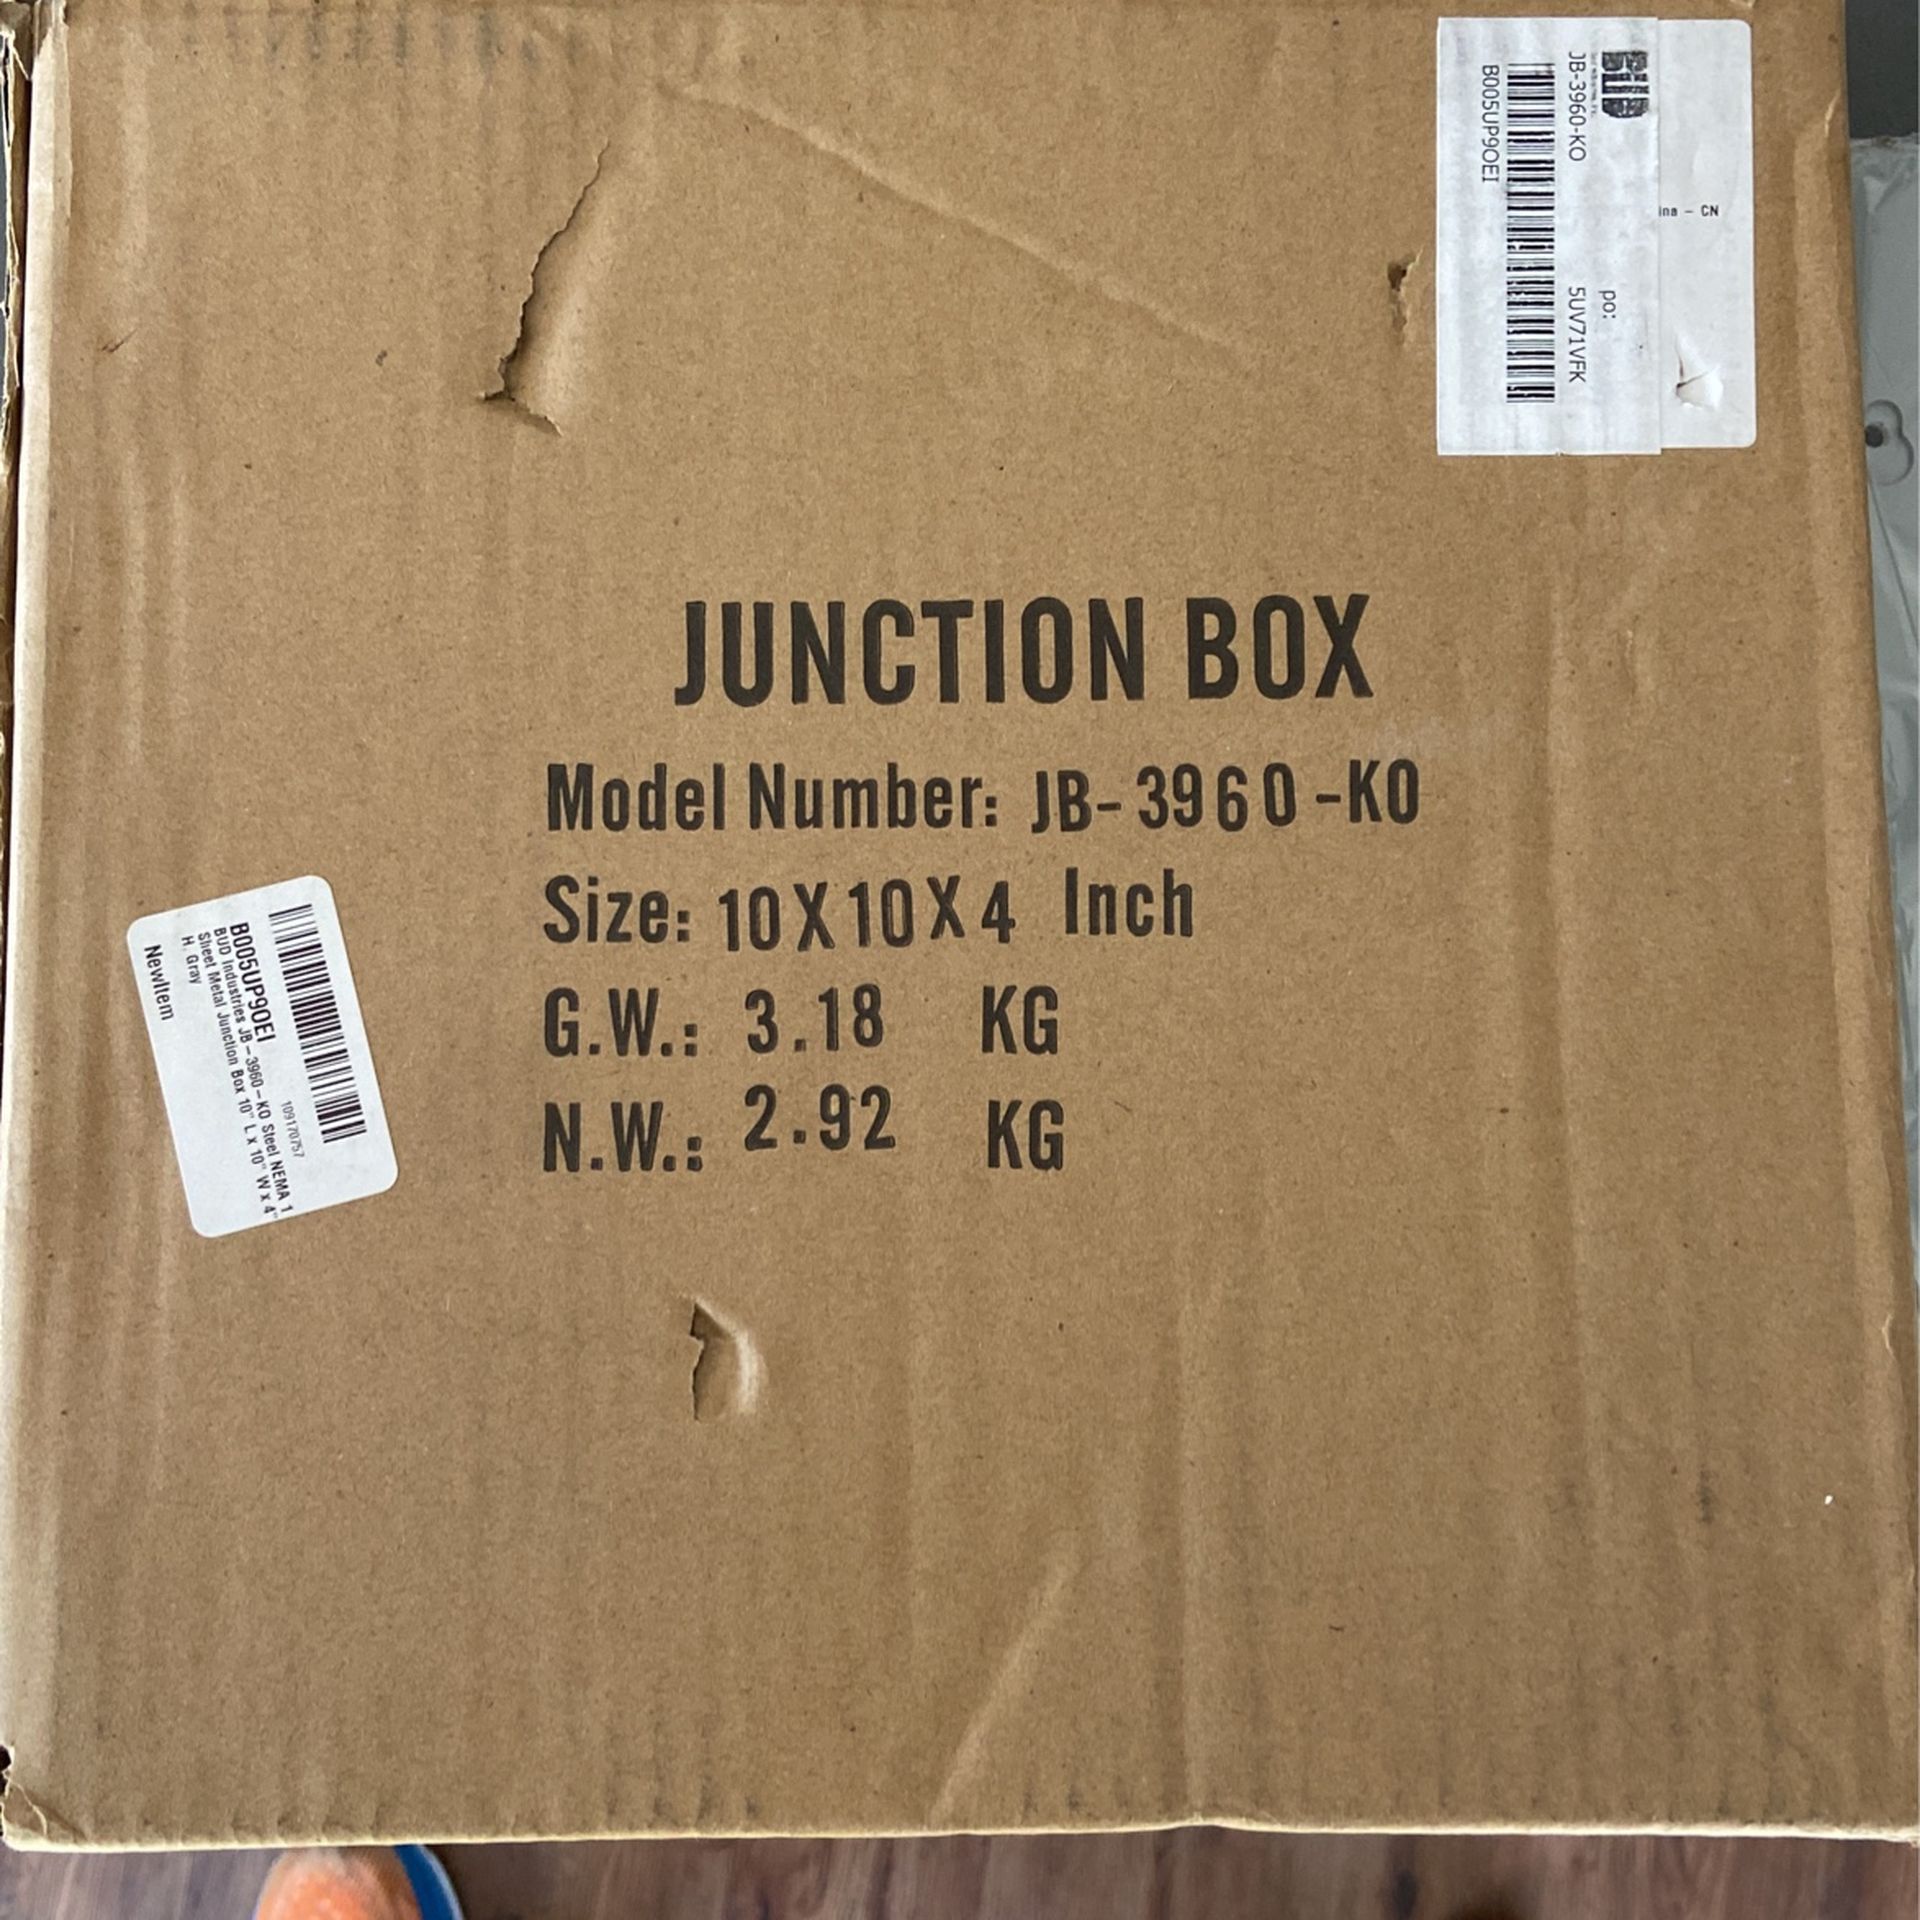 BUD
JB-3960-KO
po:
5UV71VFK
B005UP9OEI
ina - CN
JUNCTION BOX
Model Number: JB-3960-KO
Size: 10X10X4 Inch
G.W.: 3.18 KG
N.W.: 2.92 KG
109170757
B005UP9OEI
BUD Industries JB-3960-KO Steel NEMA 1
Sheet Metal Junction Box 10" L x 10" W x 4"
H, Gray
NewItem